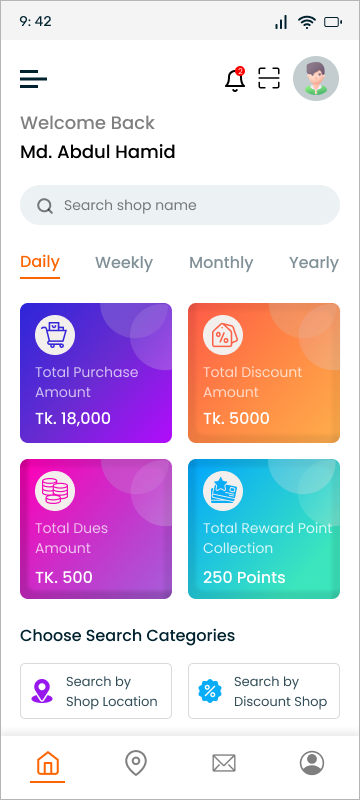 9: 42
2
Welcome Back
Md. Abdul Hamid
Search shop name
Daily Weekly Monthly Yearly
Total Purchase
Amount
Tk. 18,000
Total Discount
Amount
Tk. 5000
Total Dues
Amount
TK. 500
Total Reward Point
Collection
250 Points
Choose Search Categories
Search by
Shop Location
Search by
Discount Shop